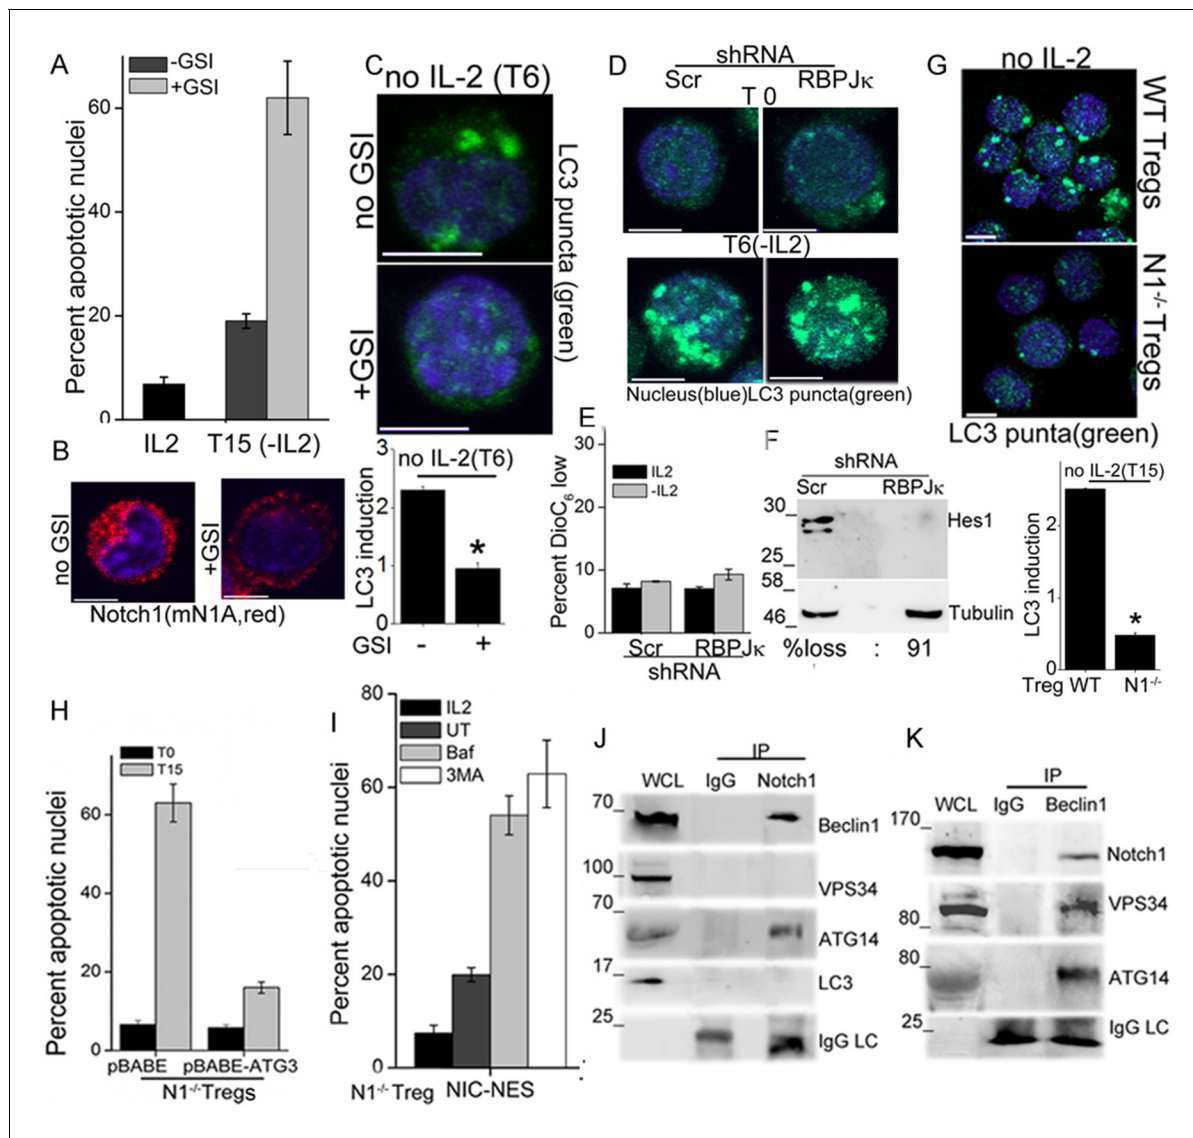 A
-GSI
+GSI
Percent apoptotic nuclei
60
40
20
0
IL2 T15 (-IL2)
B
no GSI
+GSI
Notch1(mN1A,red)
C
no IL-2 (T6)
no GSI
+GSI
LC3 puncta (green)
no IL-2(T6)
LC3 induction
3
2
1
0
*
GSI - +
D
shRNA
Scr RBPJκ
T 0
T6(-IL2)
Nucleus(blue)LC3 puncta(green)
E
Percent DioC6 low
30
20
10
0
IL2
-IL2
Scr RBPJκ
shRNA
F
shRNA
Scr RBPJκ
30
25
58
46
Hes1
Tubulin
%loss : 91
G
no IL-2
WT Tregs
N1-/- Tregs
LC3 punta(green)
no IL-2(T15)
LC3 induction
2
1
0
*
Treg WT N1-/-
H
T0
T15
Percent apoptotic nuclei
60
40
20
0
pBABE pBABE-ATG3
N1-/-Tregs
I
Percent apoptotic nuclei
80
60
40
20
0
IL2
UT
Baf
3MA
N1-/-Treg NIC-NES
J
IP
WCL IgG Notch1
70
100
70
17
25
Beclin1
VPS34
ATG14
LC3
IgG LC
K
IP
WCL IgG Beclin1
170
80
80
25
Notch1
VPS34
ATG14
IgG LC